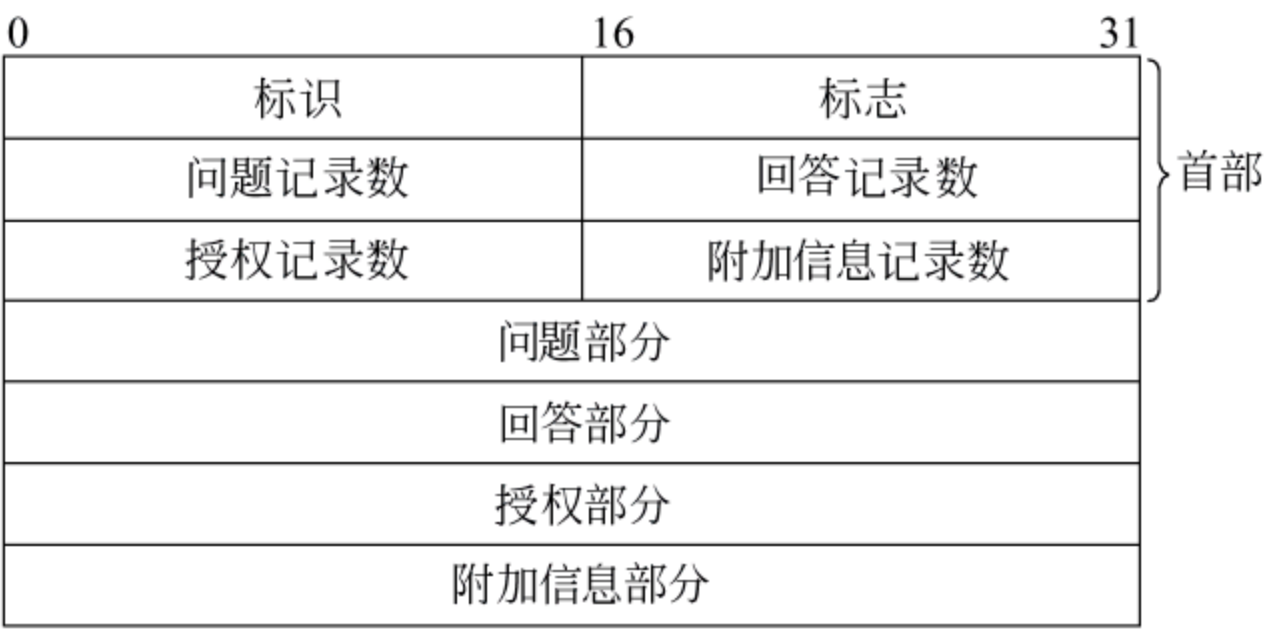 0 16 31
标识 标志
问题记录数 回答记录数
首部
授权记录数 附加信息记录数
问题部分
回答部分
授权部分
附加信息部分